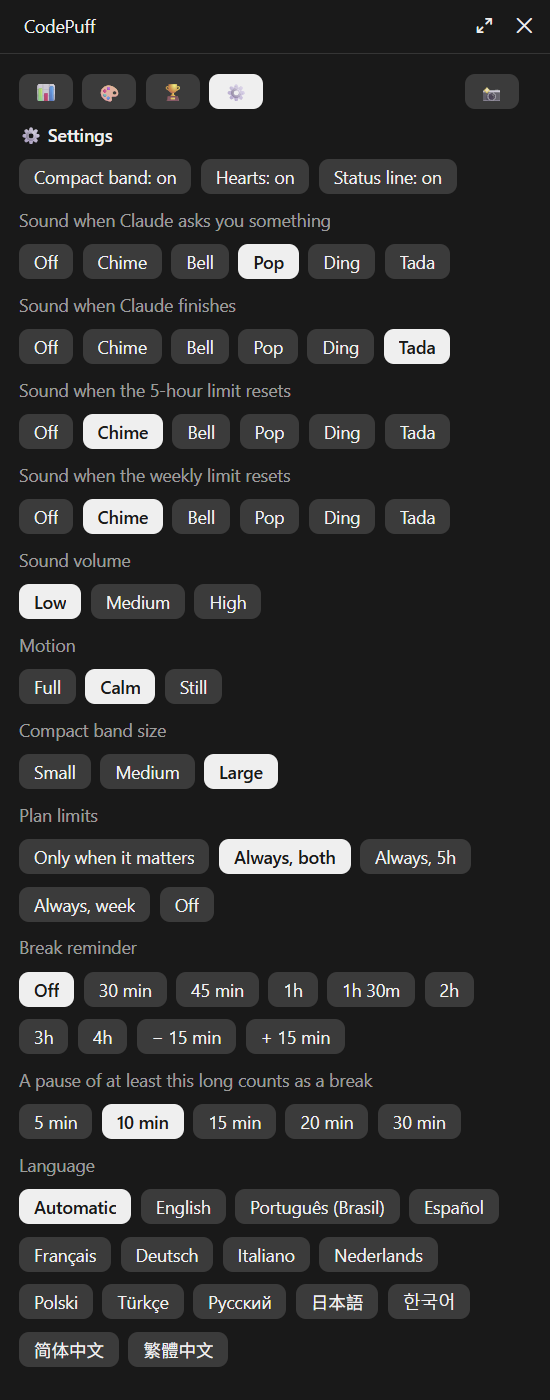 CodePuff
Settings
Compact band: on Hearts: on Status line: on
Sound when Claude asks you something
Off Chime Bell Pop Ding Tada
Sound when Claude finishes
Off Chime Bell Pop Ding Tada
Sound when the 5-hour limit resets
Off Chime Bell Pop Ding Tada
Sound when the weekly limit resets
Off Chime Bell Pop Ding Tada
Sound volume
Low Medium High
Motion
Full Calm Still
Compact band size
Small Medium Large
Plan limits
Only when it matters Always, both Always, 5h
Always, week Off
Break reminder
Off 30 min 45 min 1h 1h 30m 2h
3h 4h − 15 min + 15 min
A pause of at least this long counts as a break
5 min 10 min 15 min 20 min 30 min
Language
Automatic English Português (Brasil) Español
Français Deutsch Italiano Nederlands
Polski Türkçe Русский 日本語 한국어
简体中文 繁體中文